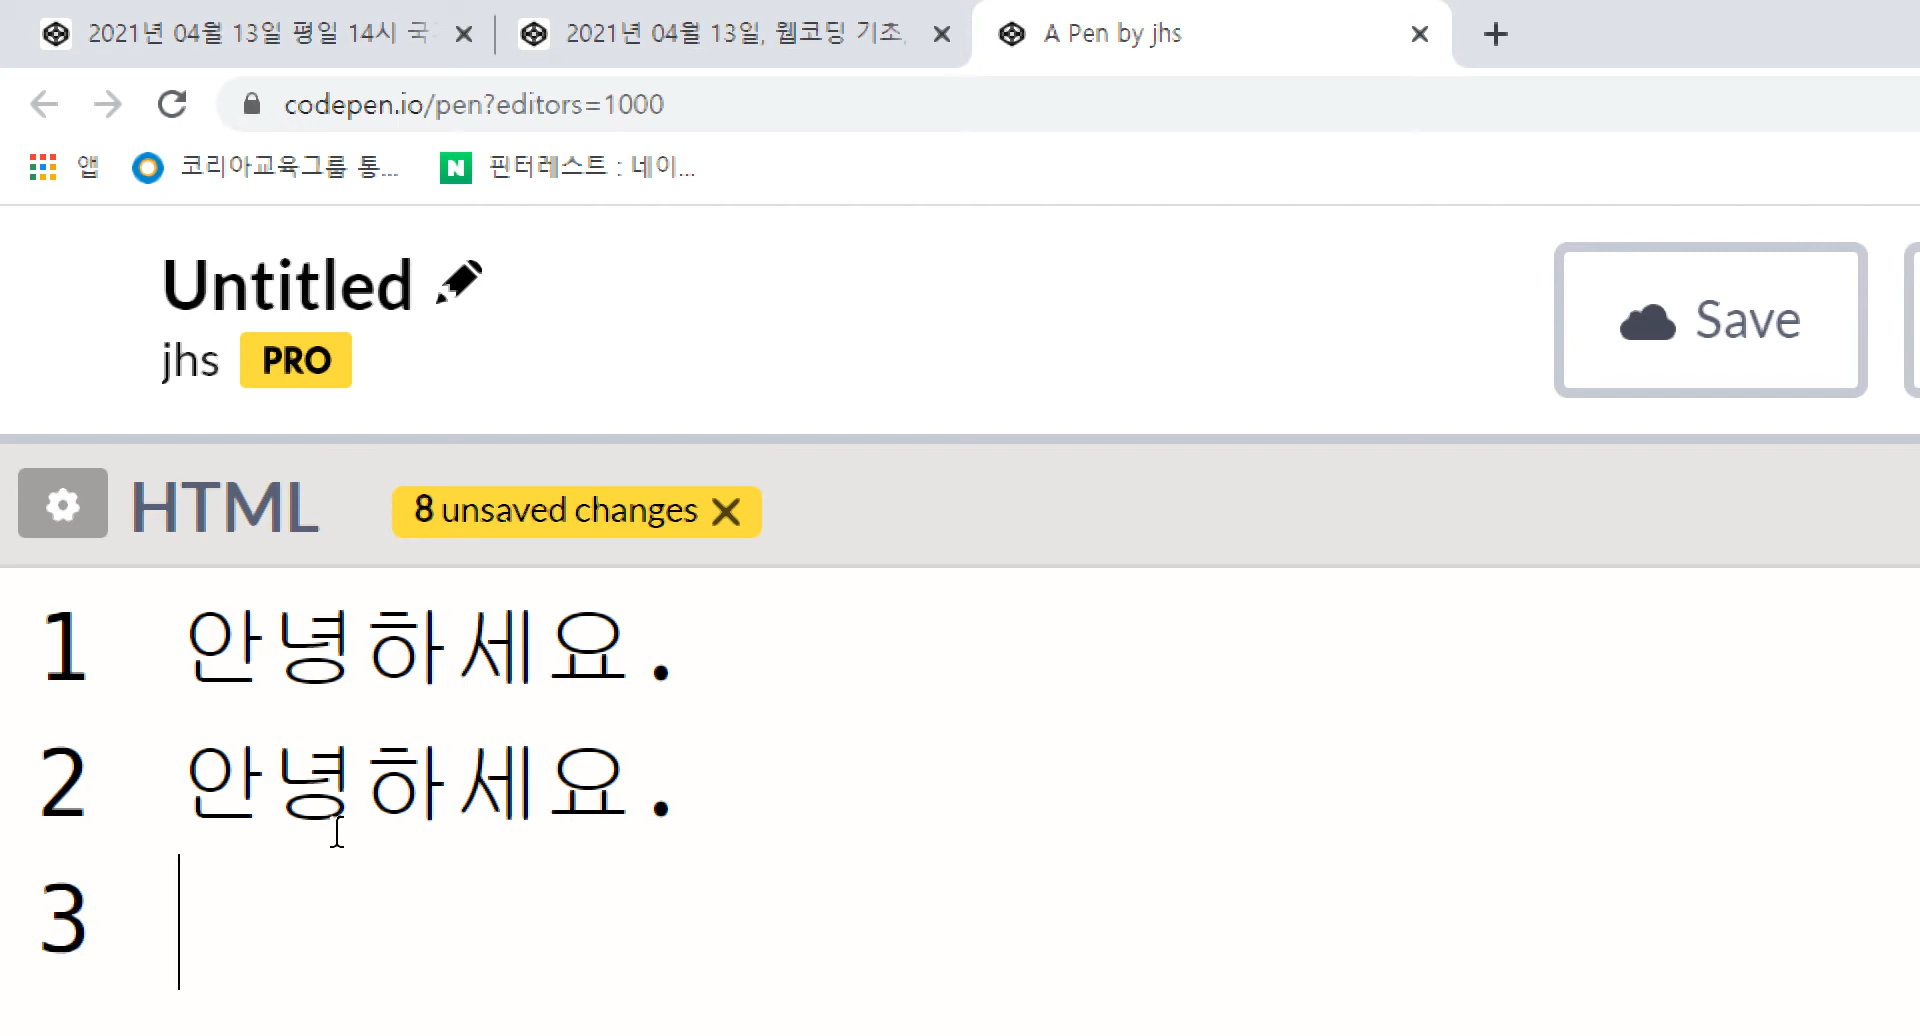 2021년 04월 13일 평일 14시 국
2021년 04월 13일, 웹코딩 기초,
A Pen by jhs
codepen.io/pen?editors=1000
앱
코리아교육그룹 통...
N
핀터레스트 : 네이...
Untitled
Save
jhs PRO
HTML
8 unsaved changes
1 안녕하세요.
2 안녕하세요.
3